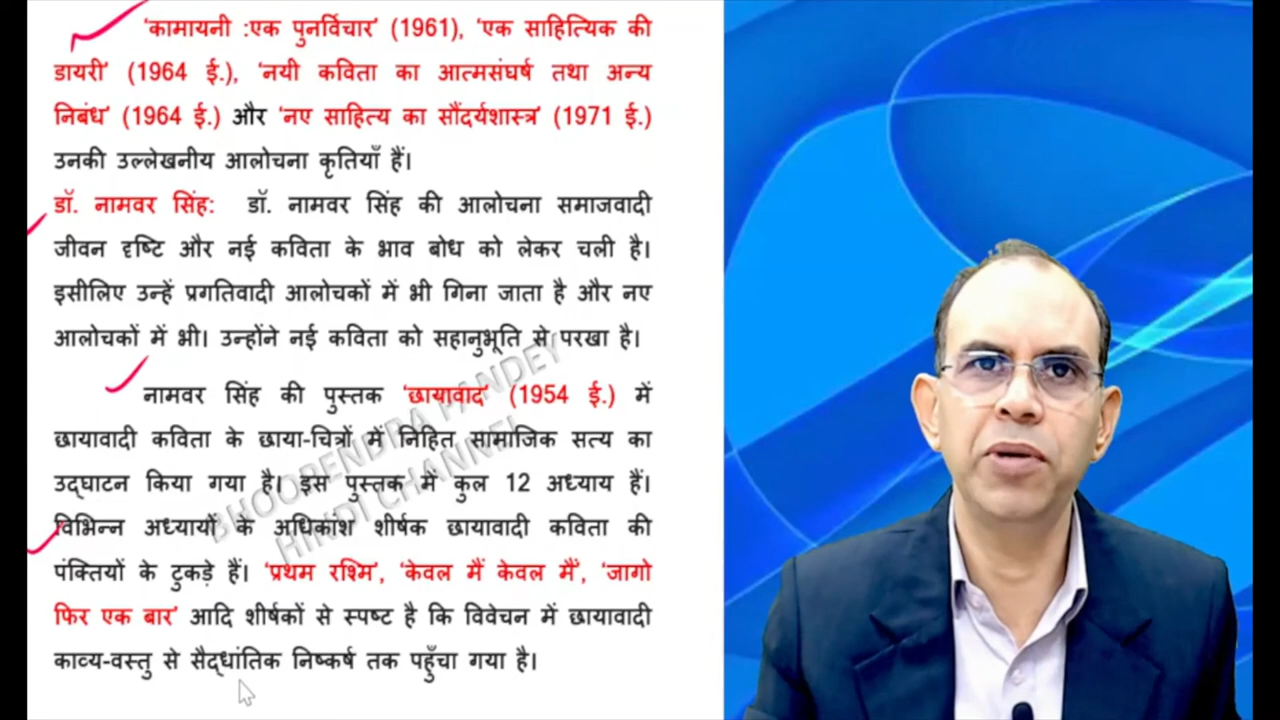 ‘कामायनी :एक पुनर्विचार’ (1961), ‘एक साहित्यिक की
डायरी’ (1964 ई.), ‘नयी कविता का आत्मसंघर्ष तथा अन्य
निबंध’ (1964 ई.) और ‘नए साहित्य का सौंदर्यशास्त्र’ (1971 ई.)
उनकी उल्लेखनीय आलोचना कृतियाँ हैं।
डॉ. नामवर सिंह: डॉ. नामवर सिंह की आलोचना समाजवादी
जीवन दृष्टि और नई कविता के भाव बोध को लेकर चली है।
इसीलिए उन्हें प्रगतिवादी आलोचकों में भी गिना जाता है और नए
आलोचकों में भी। उन्होंने नई कविता को सहानुभूति से परखा है।
नामवर सिंह की पुस्तक ‘छायावाद’ (1954 ई.) में
छायावादी कविता के छाया-चित्रों में निहित सामाजिक सत्य का
उद्घाटन किया गया है। इस पुस्तक में कुल 12 अध्याय हैं।
विभिन्न अध्यायों के अधिकांश शीर्षक छायावादी कविता की
पंक्तियों के टुकड़े हैं। ‘प्रथम रश्मि’, ‘केवल मैं केवल मैं’, ‘जागो
फिर एक बार’ आदि शीर्षकों से स्पष्ट है कि विवेचन में छायावादी
काव्य-वस्तु से सैद्धांतिक निष्कर्ष तक पहुँचा गया है।
BHOOPENDRA PANDEY
HINDI CHANNEL